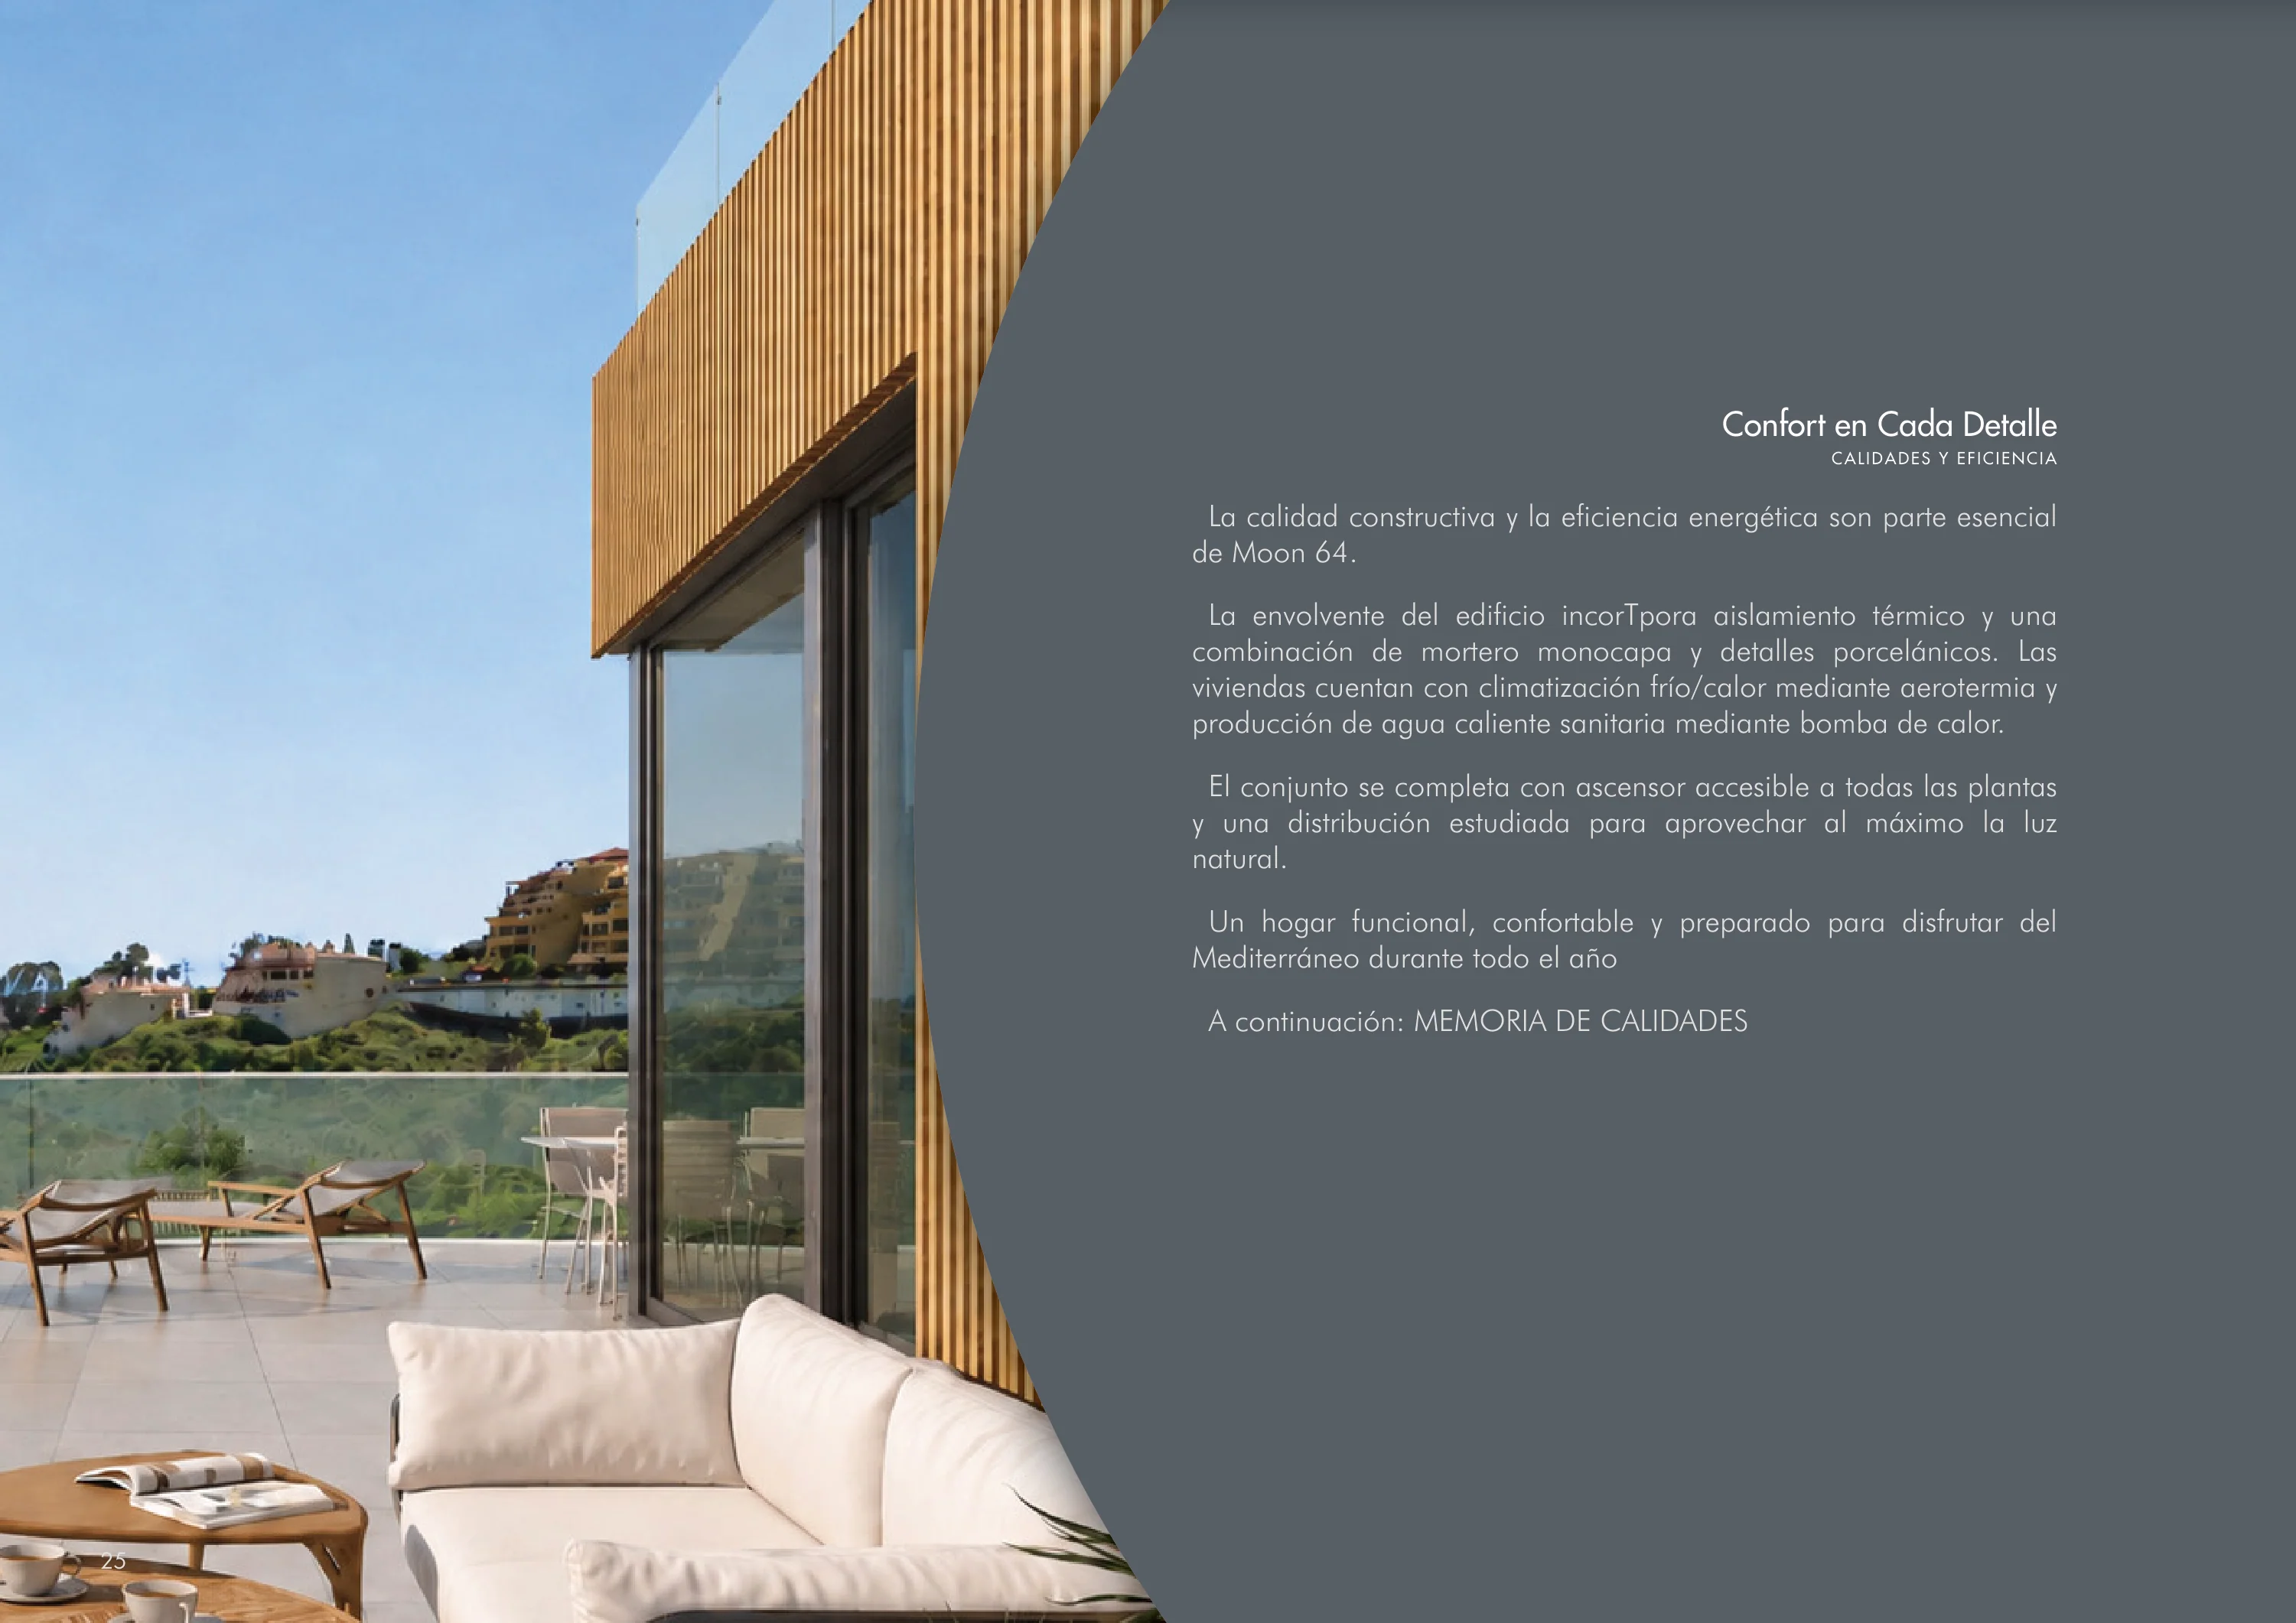 Confort en Cada Detalle
CALIDADES Y EFICIENCIA
La calidad constructiva y la eficiencia energética son parte esencial
de Moon 64.
La envolvente del edificio incorTpora aislamiento térmico y una
combinación de mortero monocapa y detalles porcelánicos. Las
viviendas cuentan con climatización frío/calor mediante aerotermia y
producción de agua caliente sanitaria mediante bomba de calor.
El conjunto se completa con ascensor accesible a todas las plantas
y una distribución estudiada para aprovechar al máximo la luz
natural.
Un hogar funcional, confortable y preparado para disfrutar del
Mediterráneo durante todo el año
A continuación: MEMORIA DE CALIDADES
25